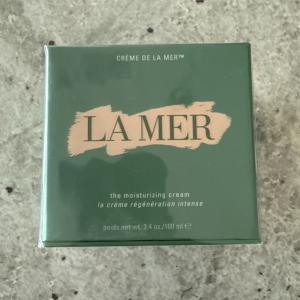 CRÈME DE LA MER™
LA MER
the moisturizing cream
la crème régénération intense
poids net wt. 3.4 oz./100 ml ℮